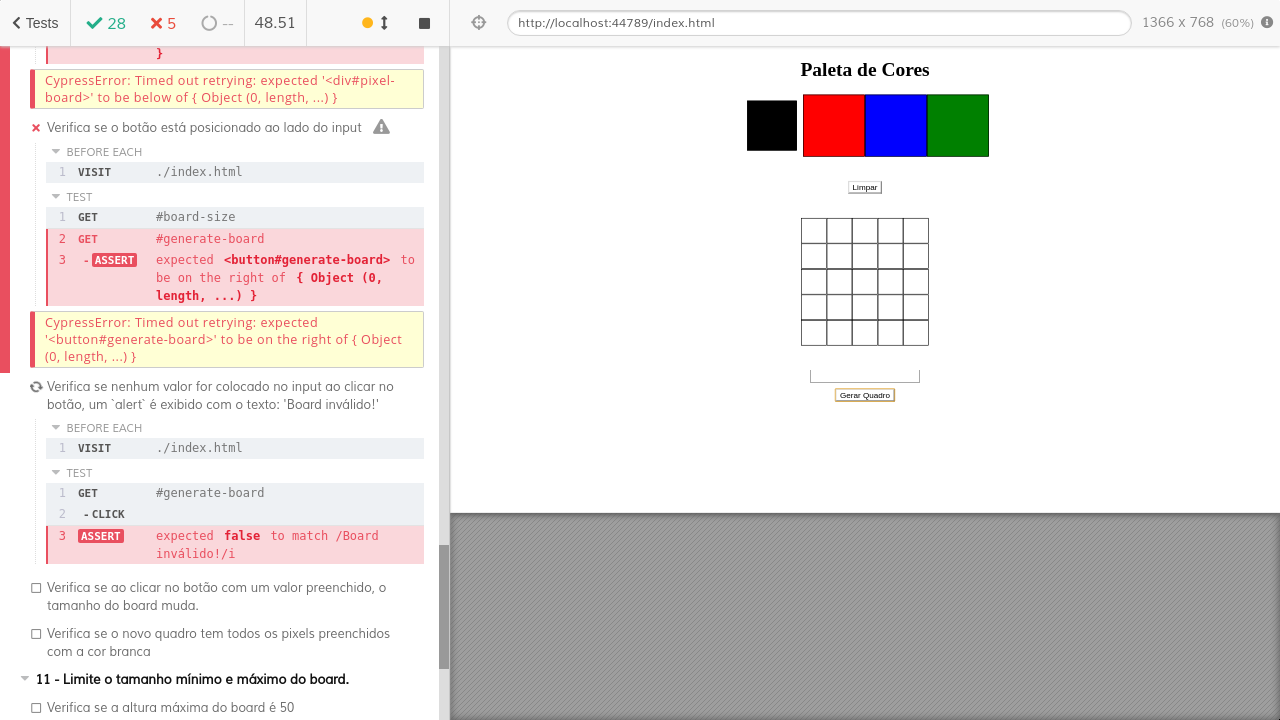 Tests
28
5
--
48.51
http://localhost:44789/index.html
1366 x 768 (60%)
}
CypressError: Timed out retrying: expected '<div#pixel-
board>' to be below of { Object (0, length, ...) }
Verifica se o botão está posicionado ao lado do input
BEFORE EACH
1 VISIT ./index.html
TEST
1 GET #board-size
2 GET #generate-board
3 -ASSERT expected <button#generate-board> to
be on the right of { Object (0,
length, ...) }
CypressError: Timed out retrying: expected
'<button#generate-board>' to be on the right of { Object
(0, length, ...) }
Verifica se nenhum valor for colocado no input ao clicar no
botão, um `alert` é exibido com o texto: 'Board inválido!'
BEFORE EACH
1 VISIT ./index.html
TEST
1 GET #generate-board
2 -CLICK
3 ASSERT expected false to match /Board
inválido!/i
Verifica se ao clicar no botão com um valor preenchido, o
tamanho do board muda.
Verifica se o novo quadro tem todos os pixels preenchidos
com a cor branca
11 - Limite o tamanho mínimo e máximo do board.
Verifica se a altura máxima do board é 50
Paleta de Cores
Limpar
Gerar Quadro